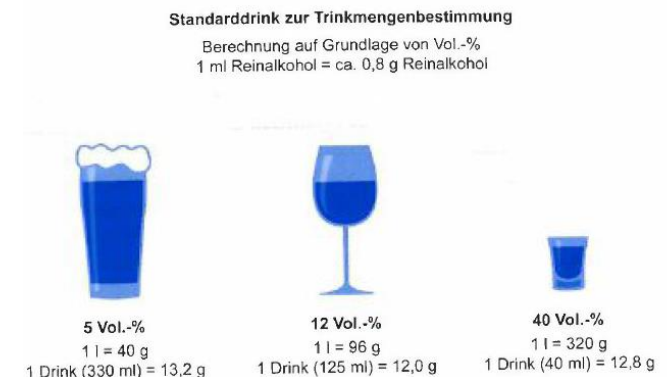 Standarddrink zur Trinkmengenbestimmung
Berechnung auf Grundlage von Vol.-%
1 ml Reinalkohol = ca. 0,8 g Reinalkohol
5 Vol.-%
1 l = 40 g
1 Drink (330 ml) = 13,2 g
12 Vol.-%
1 l = 96 g
1 Drink (125 ml) = 12,0 g
40 Vol.-%
1 l = 320 g
1 Drink (40 ml) = 12,8 g